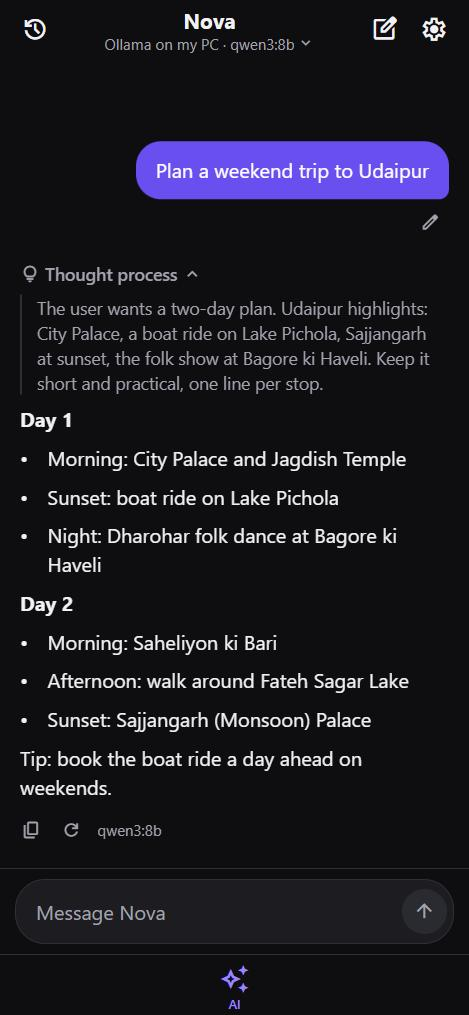 Nova
Ollama on my PC · qwen3:8b
Plan a weekend trip to Udaipur
Thought process
The user wants a two-day plan. Udaipur highlights:
City Palace, a boat ride on Lake Pichola, Sajjangarh
at sunset, the folk show at Bagore ki Haveli. Keep it
short and practical, one line per stop.
Day 1
• Morning: City Palace and Jagdish Temple
• Sunset: boat ride on Lake Pichola
• Night: Dharohar folk dance at Bagore ki
Haveli
Day 2
• Morning: Saheliyon ki Bari
• Afternoon: walk around Fateh Sagar Lake
• Sunset: Sajjangarh (Monsoon) Palace
Tip: book the boat ride a day ahead on
weekends.
qwen3:8b
Message Nova
AI